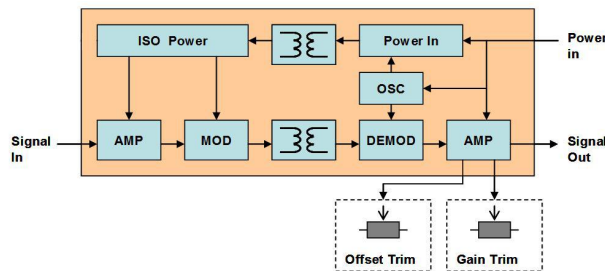 ISO Power
Power In
Power
in
OSC
Signal
In
AMP
MOD
DEMOD
AMP
Signal
Out
Offset Trim
Gain Trim